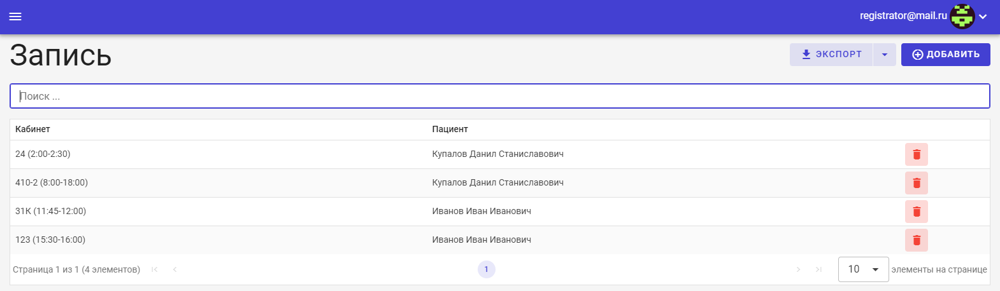 registrator@mail.ru
Запись
ЭКСПОРТ
ДОБАВИТЬ
Поиск ...
Кабинет Пациент
24 (2:00-2:30) Купалов Данил Станиславович
410-2 (8:00-18:00) Купалов Данил Станиславович
31К (11:45-12:00) Иванов Иван Иванович
123 (15:30-16:00) Иванов Иван Иванович
Страница 1 из 1 (4 элементов) 1 10 элементы на странице